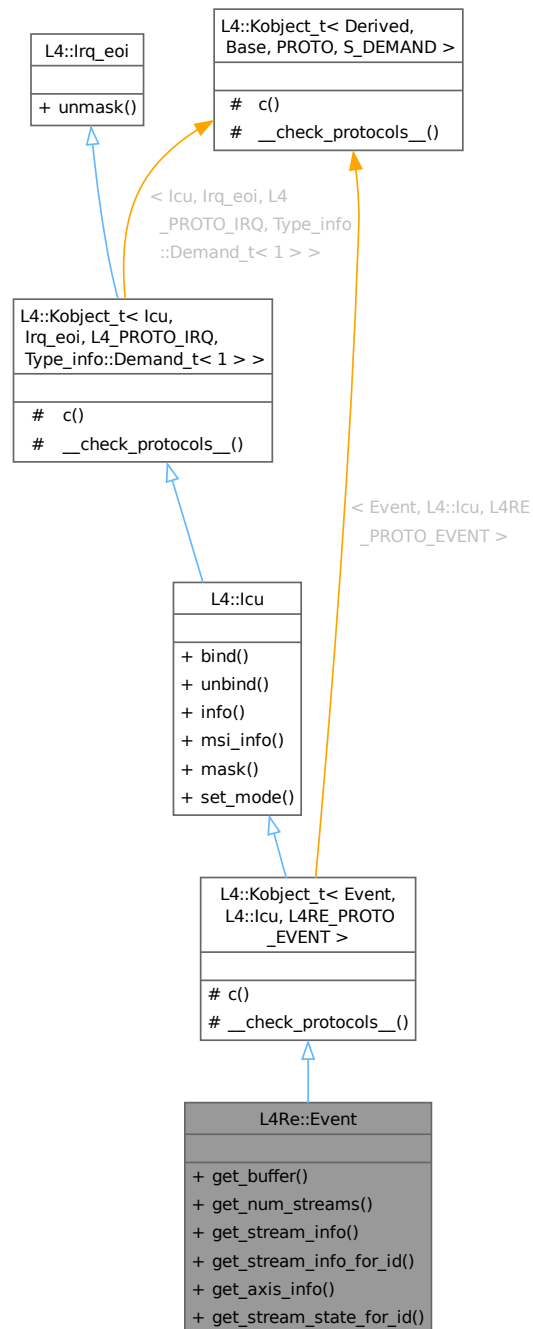 L4::Irq_eoi
+ unmask()
L4::Kobject_t< Derived,
Base, PROTO, S_DEMAND >
# c()
# __check_protocols__()
< Icu, Irq_eoi, L4
_PROTO_IRQ, Type_info
::Demand_t< 1 > >
L4::Kobject_t< Icu,
Irq_eoi, L4_PROTO_IRQ,
Type_info::Demand_t< 1 > >
# c()
# __check_protocols__()
< Event, L4::Icu, L4RE
_PROTO_EVENT >
L4::Icu
+ bind()
+ unbind()
+ info()
+ msi_info()
+ mask()
+ set_mode()
L4::Kobject_t< Event,
L4::Icu, L4RE_PROTO
_EVENT >
# c()
# __check_protocols__()
L4Re::Event
+ get_buffer()
+ get_num_streams()
+ get_stream_info()
+ get_stream_info_for_id()
+ get_axis_info()
+ get_stream_state_for_id()